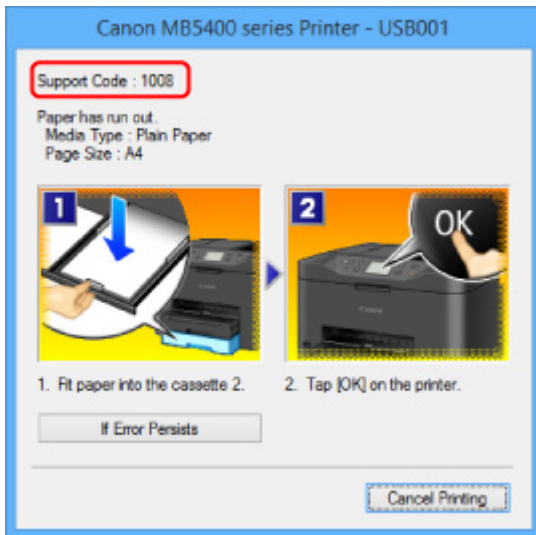 Canon MB5400 series Printer - USB001
Support Code : 1008
Paper has run out.
Media Type : Plain Paper
Page Size : A4
1
2
OK
1. Fit paper into the cassette 2.
2. Tap [OK] on the printer.
If Error Persists
Cancel Printing